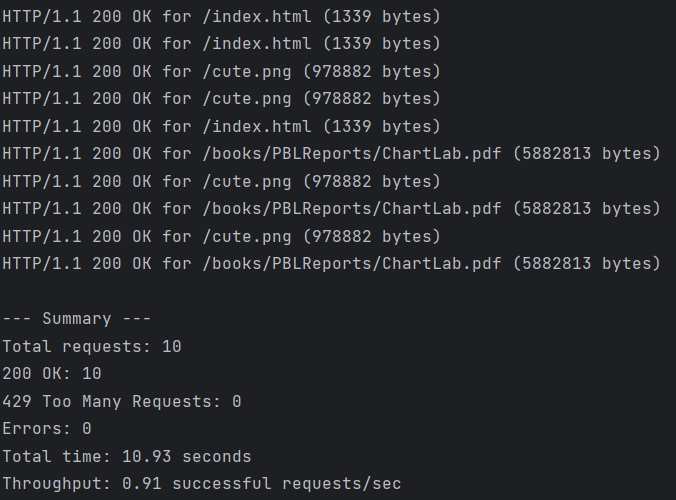 HTTP/1.1 200 OK for /index.html (1339 bytes)
HTTP/1.1 200 OK for /index.html (1339 bytes)
HTTP/1.1 200 OK for /cute.png (978882 bytes)
HTTP/1.1 200 OK for /cute.png (978882 bytes)
HTTP/1.1 200 OK for /index.html (1339 bytes)
HTTP/1.1 200 OK for /books/PBLReports/ChartLab.pdf (5882813 bytes)
HTTP/1.1 200 OK for /cute.png (978882 bytes)
HTTP/1.1 200 OK for /books/PBLReports/ChartLab.pdf (5882813 bytes)
HTTP/1.1 200 OK for /cute.png (978882 bytes)
HTTP/1.1 200 OK for /books/PBLReports/ChartLab.pdf (5882813 bytes)
--- Summary ---
Total requests: 10
200 OK: 10
429 Too Many Requests: 0
Errors: 0
Total time: 10.93 seconds
Throughput: 0.91 successful requests/sec